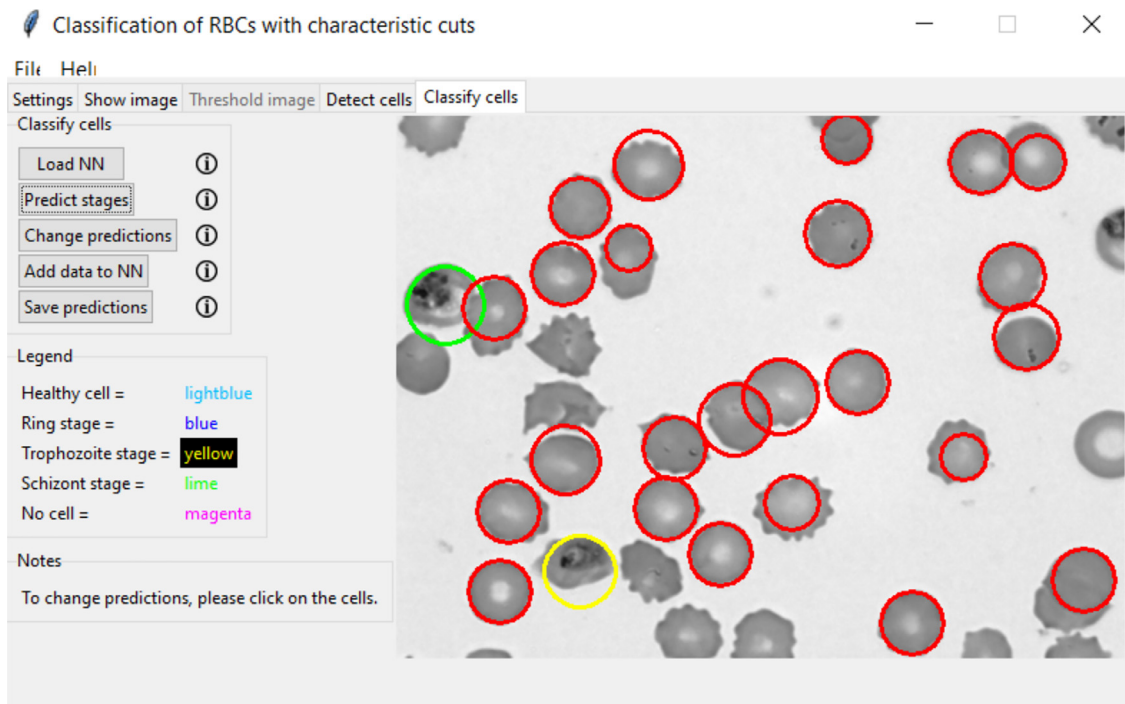 Classification of RBCs with characteristic cuts
File Help
Settings Show image Threshold image Detect cells Classify cells
Classify cells
Load NN
Predict stages
Change predictions
Add data to NN
Save predictions
Legend
Healthy cell = lightblue
Ring stage = blue
Trophozoite stage = yellow
Schizont stage = lime
No cell = magenta
Notes
To change predictions, please click on the cells.